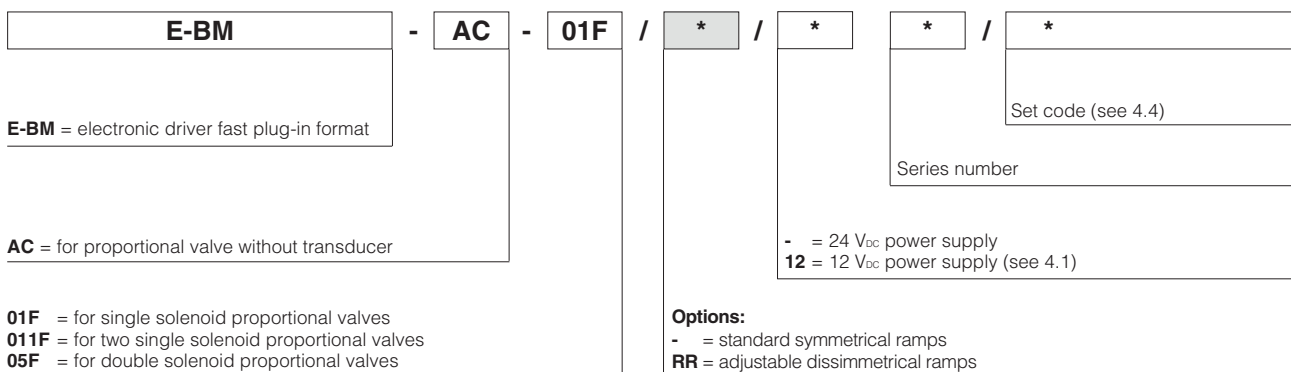 E-BM - AC - 01F / * / * * / *
Set code (see 4.4)
E-BM = electronic driver fast plug-in format
Series number
AC = for proportional valve without transducer
- = 24 VDC power supply
12 = 12 VDC power supply (see 4.1)
01F = for single solenoid proportional valves
011F = for two single solenoid proportional valves
05F = for double solenoid proportional valves
Options:
- = standard symmetrical ramps
RR = adjustable dissimmetrical ramps